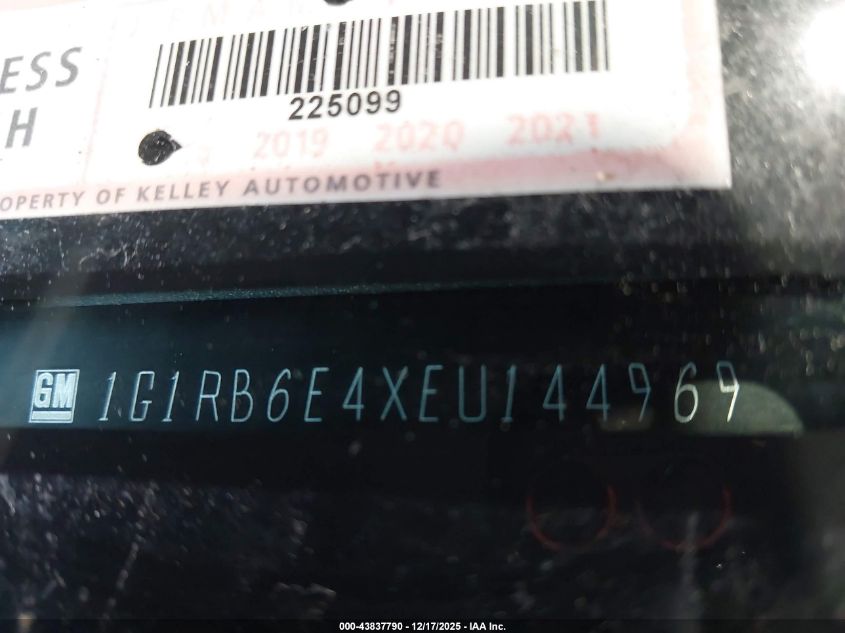 ESS
H
225099
2019 2020 2021
OPERTY OF KELLEY AUTOMOTIVE
GM 1G1RB6E4XEU144969
000-43837790 - 12/17/2025 - IAA Inc.